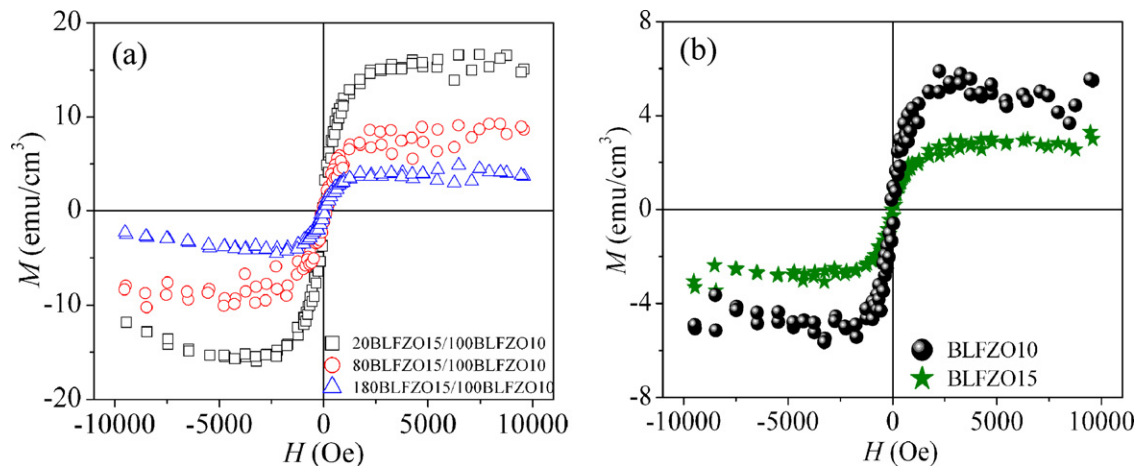 (a)
M (emu/cm³)
20
10
0
-10
-20
-10000 -5000 0 5000 10000
H (Oe)
20BLFZO15/100BLFZO10
80BLFZO15/100BLFZO10
180BLFZO15/100BLFZO10
(b)
M (emu/cm³)
8
4
0
-4
-8
-10000 -5000 0 5000 10000
H (Oe)
BLFZO10
BLFZO15